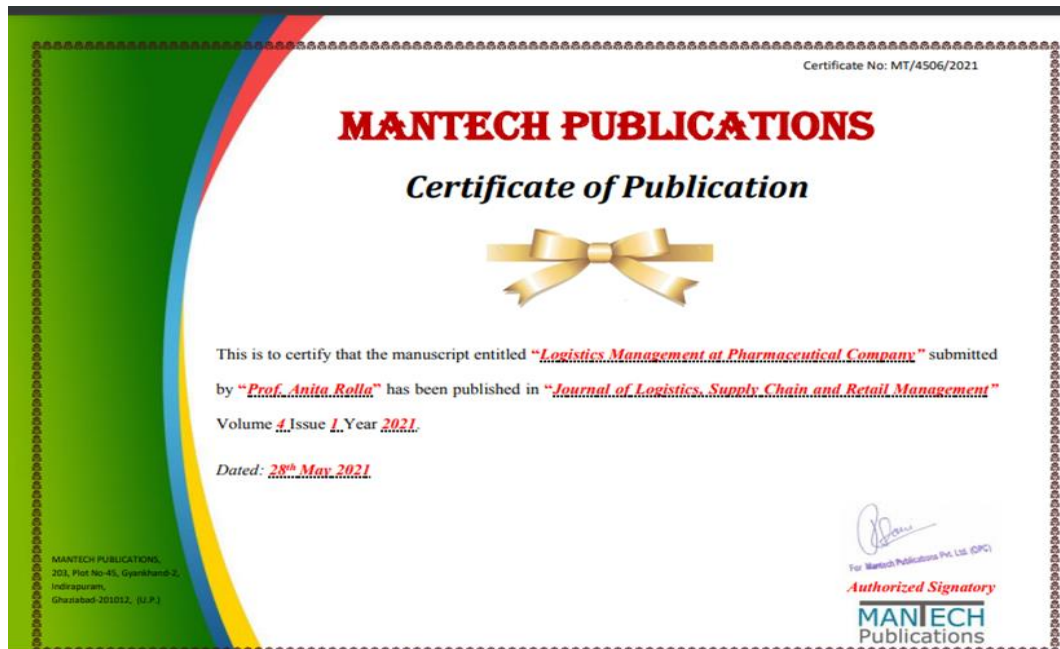 Certificate No: MT/4506/2021
MANTECH PUBLICATIONS
Certificate of Publication
This is to certify that the manuscript entitled “Logistics Management at Pharmaceutical Company” submitted
by “Prof. Anita Rolla” has been published in “Journal of Logistics, Supply Chain and Retail Management”
Volume 4 Issue 1 Year 2021.
Dated: 28th May 2021
For Mantech Publications Pvt. Ltd. (OPC)
Authorized Signatory
MANTECH
Publications
MANTECH PUBLICATIONS,
203, Plot No-45, Gyankhand-2,
Indirapuram,
Ghaziabad-201012, (U.P.)